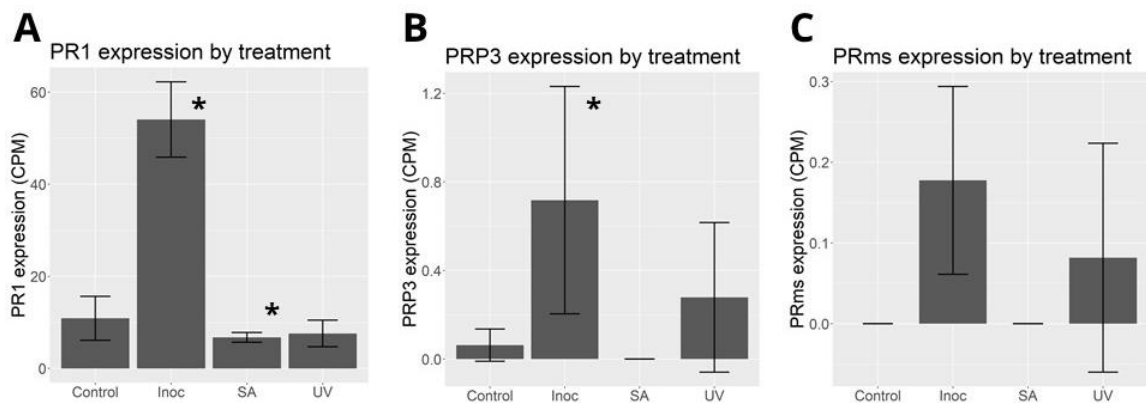 A
PR1 expression by treatment
PR1 expression (CPM)
60
40
20
0
Control Inoc SA UV
*
*
B
PRP3 expression by treatment
PRP3 expression (CPM)
1.2
0.8
0.4
0.0
Control Inoc SA UV
*
C
PRms expression by treatment
PRms expression (CPM)
0.3
0.2
0.1
0.0
Control Inoc SA UV